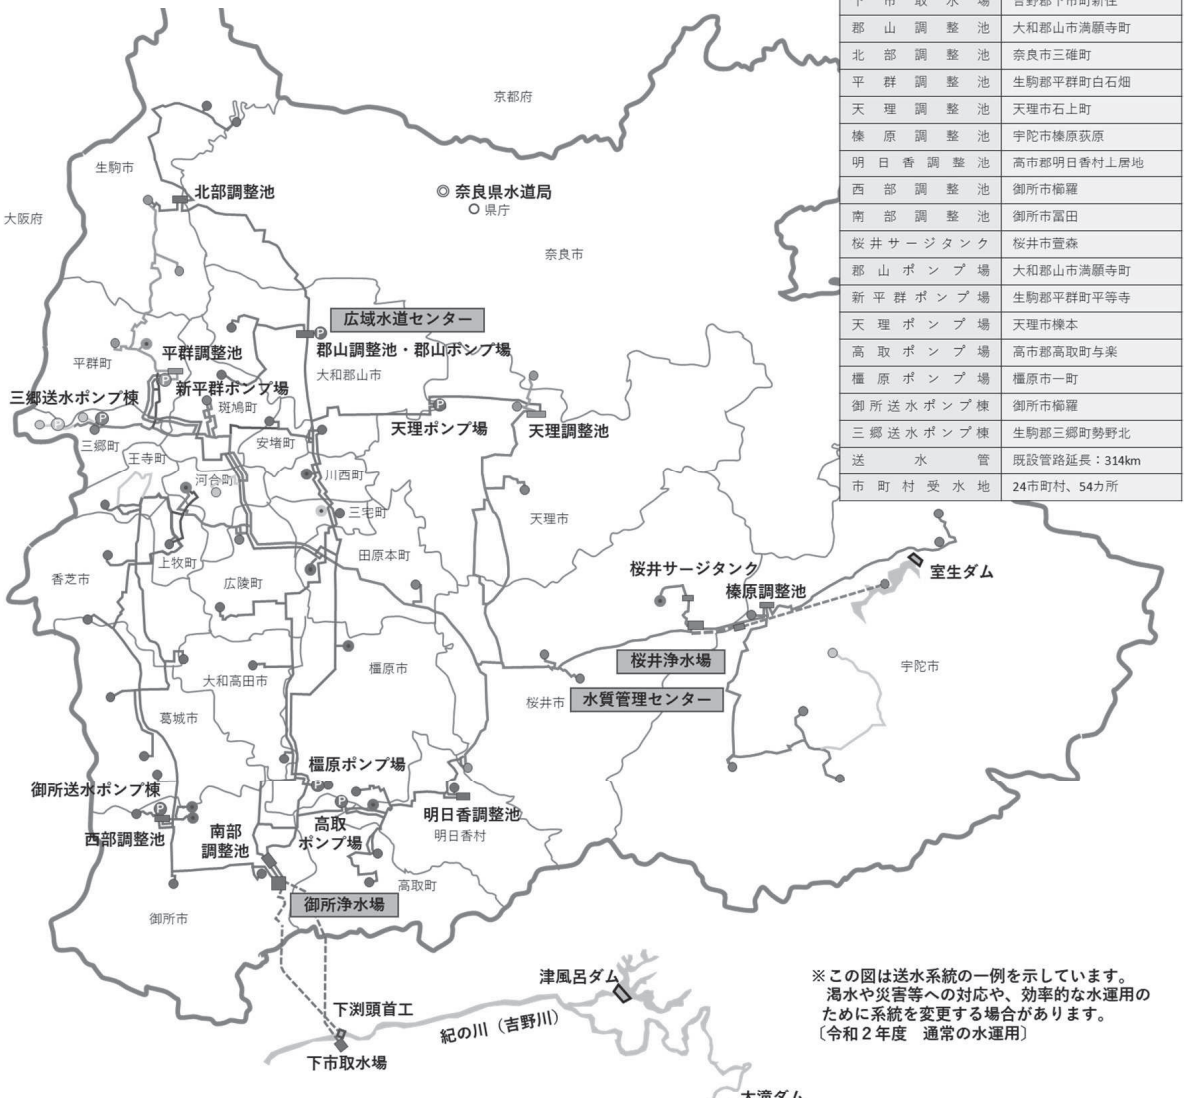 下市取水場 吉野郡下市町新住
郡山調整池 大和郡山市満願寺町
北部調整池 奈良市三碓町
平群調整池 生駒郡平群町白石畑
天理調整池 天理市石上町
榛原調整池 宇陀市榛原荻原
明日香調整池 高市郡明日香村上居地
西部調整池 御所市櫛羅
南部調整池 御所市冨田
桜井サージタンク 桜井市萱森
郡山ポンプ場 大和郡山市満願寺町
新平群ポンプ場 生駒郡平群町平等寺
天理ポンプ場 天理市櫟本
高取ポンプ場 高市郡高取町与楽
橿原ポンプ場 橿原市一町
御所送水ポンプ棟 御所市櫛羅
三郷送水ポンプ棟 生駒郡三郷町勢野北
送水管 既設管路延長：314km
市町村受水地 24市町村、54カ所
京都府
生駒市
北部調整池
◎ 奈良県水道局
○ 県庁
大阪府
奈良市
広域水道センター
郡山調整池・郡山ポンプ場
平群調整池
平群町
大和郡山市
新平群ポンプ場
三郷送水ポンプ棟
斑鳩町
天理ポンプ場
天理調整池
三郷町
安堵町
王寺町
河合町
川西町
三宅町
天理市
田原本町
上牧町
香芝市
広陵町
桜井サージタンク
榛原調整池
室生ダム
桜井浄水場
橿原市
宇陀市
大和高田市
桜井市
水質管理センター
葛城市
橿原ポンプ場
御所送水ポンプ棟
明日香調整池
高取
ポンプ場
南部
調整池
西部調整池
明日香村
高取町
御所浄水場
御所市
津風呂ダム
下渕頭首工
紀の川（吉野川）
下市取水場
大滝ダム
※この図は送水系統の一例を示しています。
渇水や災害等への対応や、効率的な水運用の
ために系統を変更する場合があります。
〔令和２年度　通常の水運用〕
P
P
P
P
P
P
P
P